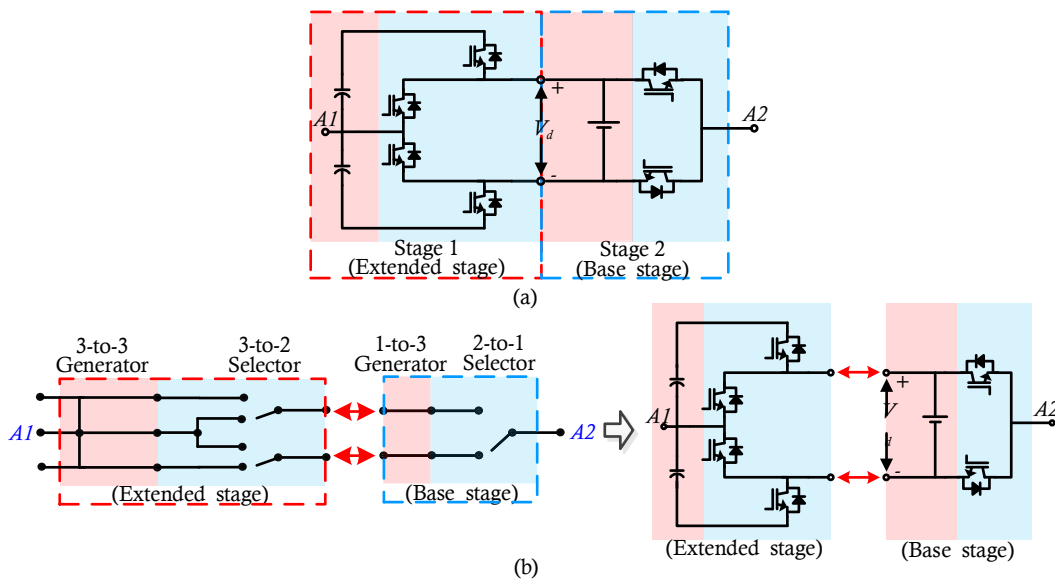 A1
+
V
d
-
A2
Stage 1
(Extended stage)
Stage 2
(Base stage)
(a)
3-to-3
Generator
3-to-2
Selector
1-to-3
Generator
2-to-1
Selector
A1
A2
(Extended stage)
(Base stage)
A1
+
V
d
-
A2
(Extended stage)
(Base stage)
(b)